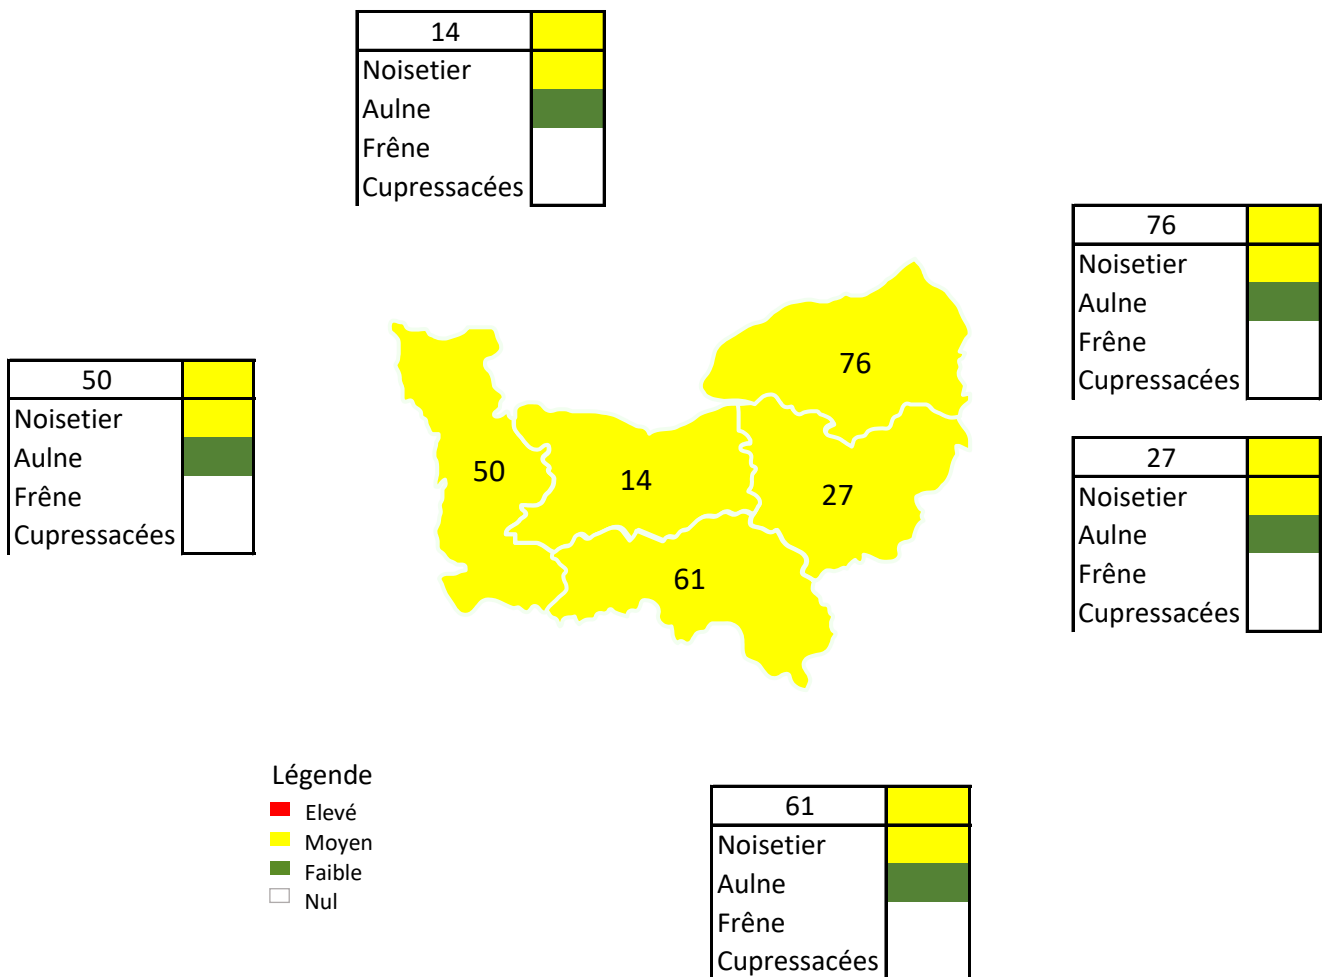 14
Noisetier
Aulne
Frêne
Cupressacées
76
Noisetier
Aulne
Frêne
Cupressacées
50
Noisetier
Aulne
Frêne
Cupressacées
27
Noisetier
Aulne
Frêne
Cupressacées
76
50
14
27
61
Légende
Elevé
Moyen
Faible
Nul
61
Noisetier
Aulne
Frêne
Cupressacées